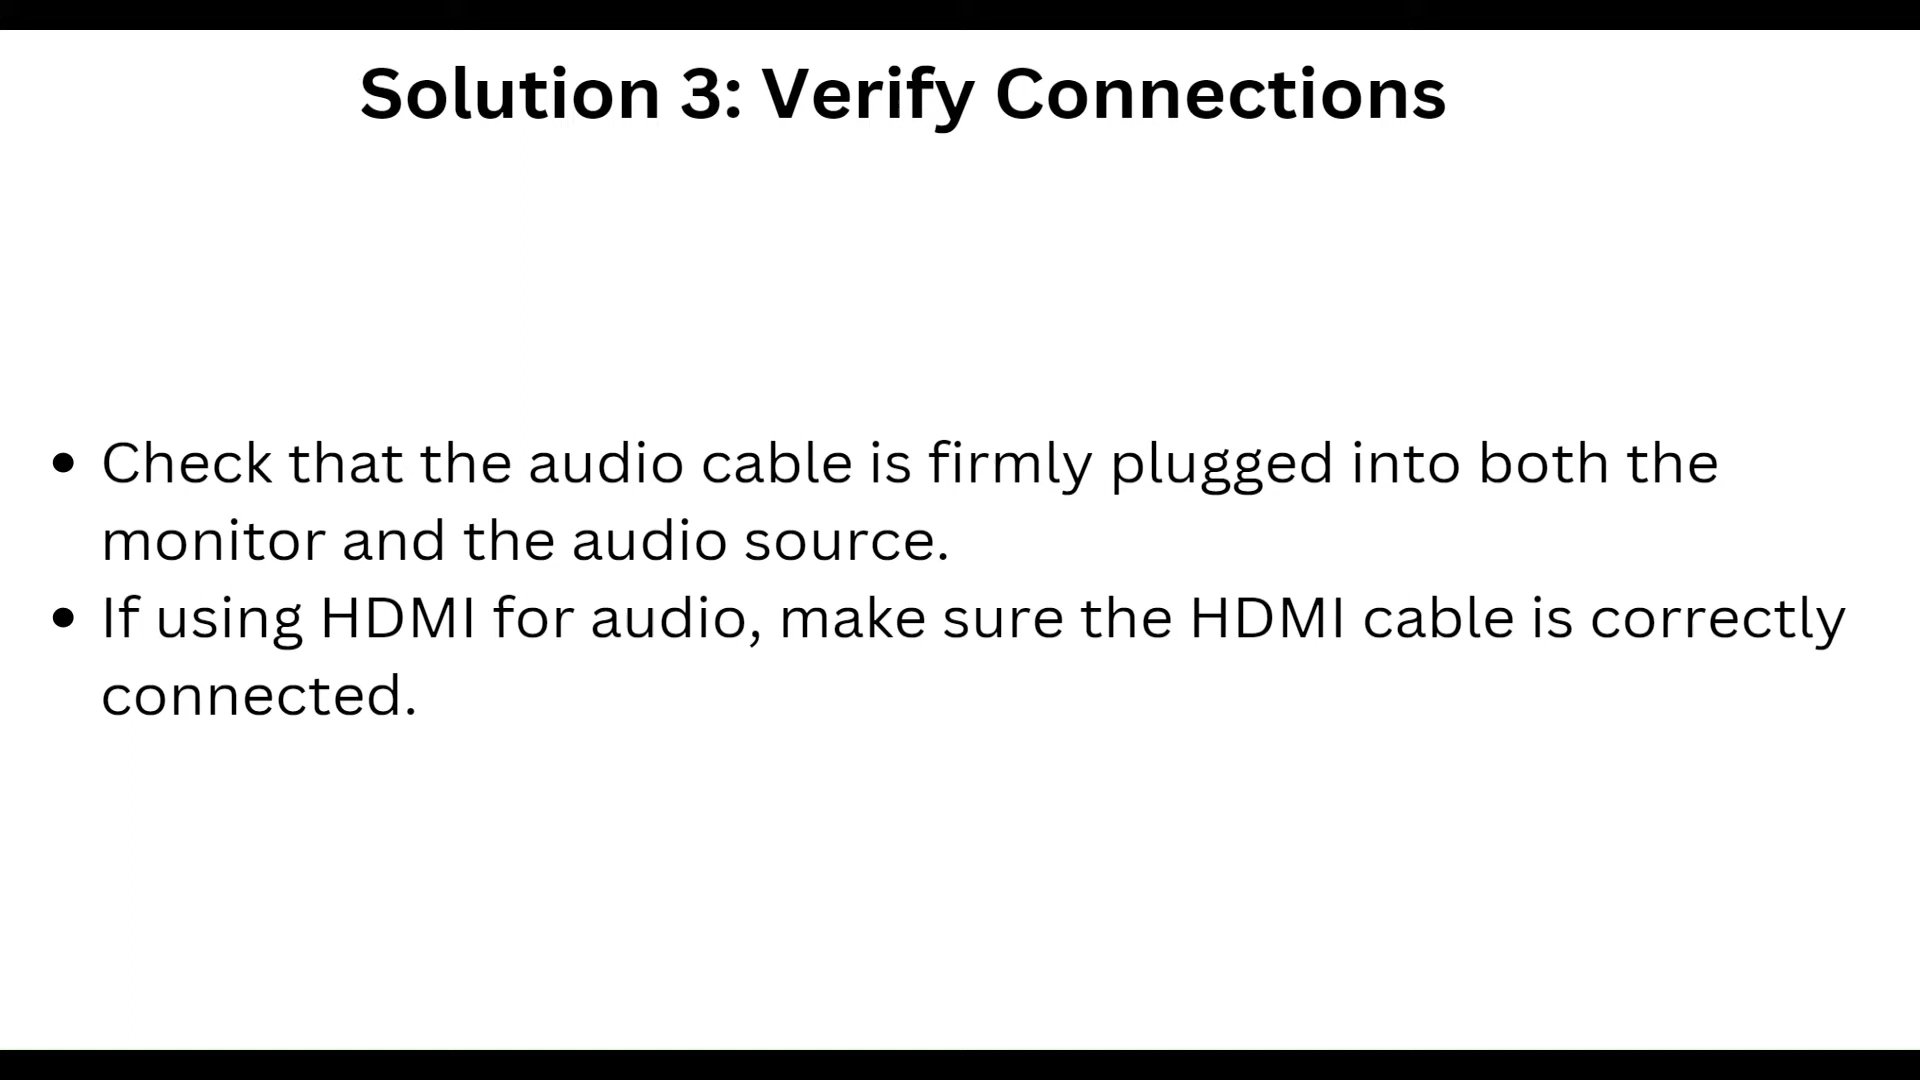 Solution 3: Verify Connections
• Check that the audio cable is firmly plugged into both the
monitor and the audio source.
• If using HDMI for audio, make sure the HDMI cable is correctly
connected.